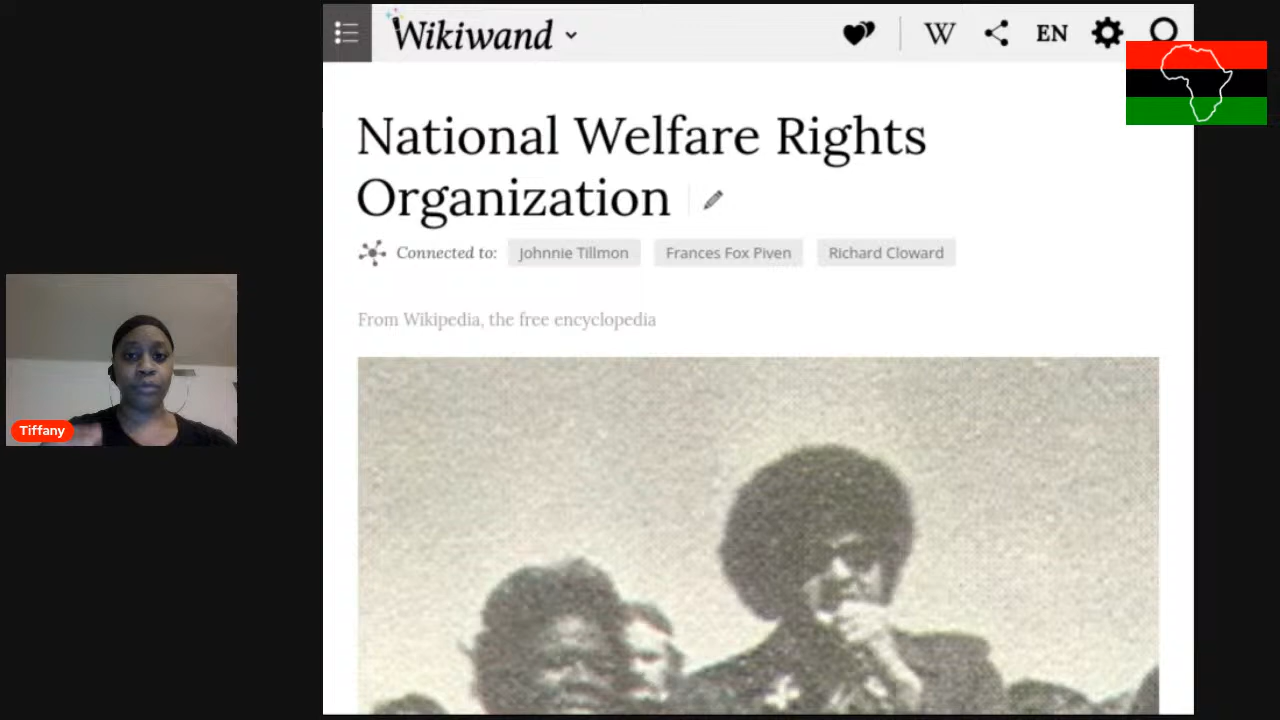 Wikiwand
W
EN
National Welfare Rights
Organization
Connected to:
Johnnie Tillmon
Frances Fox Piven
Richard Cloward
From Wikipedia, the free encyclopedia
Tiffany